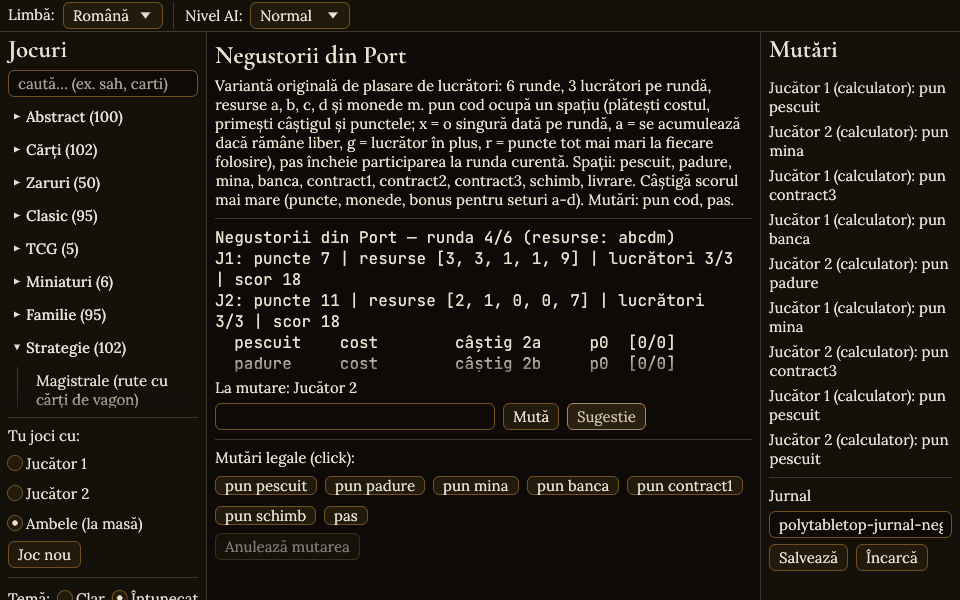 Limbă: Română ▼ Nivel AI: Normal ▼
Jocuri
caută... (ex. sah, carti)
▸ Abstract (100)
▸ Cărți (102)
▸ Zaruri (50)
▸ Clasic (95)
▸ TCG (5)
▸ Miniaturi (6)
▸ Familie (95)
▾ Strategie (102)
Magistrale (rute cu
cărți de vagon)
Tu joci cu:
Jucător 1
Jucător 2
Ambele (la masă)
Joc nou
Temă: Clar Întunecat
Negustorii din Port
Variantă originală de plasare de lucrători: 6 runde, 3 lucrători pe rundă,
resurse a, b, c, d și monede m. pun cod ocupă un spațiu (plătești costul,
primești câștigul și punctele; x = o singură dată pe rundă, a = se acumulează
dacă rămâne liber, g = lucrător în plus, r = puncte tot mai mari la fiecare
folosire), pas încheie participarea la runda curentă. Spații: pescuit, padure,
mina, banca, contract1, contract2, contract3, schimb, livrare. Câștigă scorul
mai mare (puncte, monede, bonus pentru seturi a-d). Mutări: pun cod, pas.
Negustorii din Port — runda 4/6 (resurse: abcdm)
J1: puncte 7 | resurse [3, 3, 1, 1, 9] | lucrători 3/3
| scor 18
J2: puncte 11 | resurse [2, 1, 0, 0, 7] | lucrători
3/3 | scor 18
pescuit cost câștig 2a p0 [0/0]
padure cost câștig 2b p0 [0/0]
La mutare: Jucător 2
Mută Sugestie
Mutări legale (click):
pun pescuit pun padure pun mina pun banca pun contract1
pun schimb pas
Anulează mutarea
Mutări
Jucător 1 (calculator): pun
pescuit
Jucător 2 (calculator): pun
mina
Jucător 1 (calculator): pun
contract3
Jucător 1 (calculator): pun
banca
Jucător 2 (calculator): pun
padure
Jucător 1 (calculator): pun
mina
Jucător 2 (calculator): pun
contract3
Jucător 1 (calculator): pun
pescuit
Jucător 2 (calculator): pun
pescuit
Jurnal
polytabletop-jurnal-neg
Salvează Încarcă